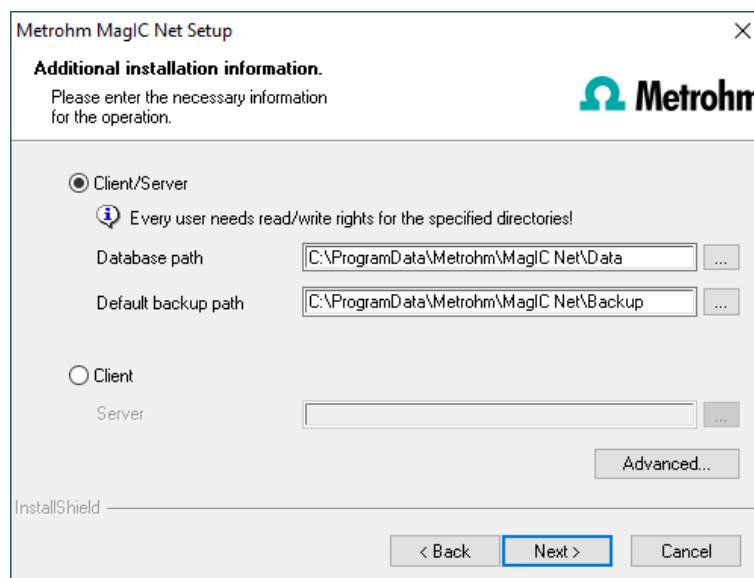 Metrohm MagIC Net Setup
Additional installation information.
Please enter the necessary information
for the operation.
Metrohm
Client/Server
Every user needs read/write rights for the specified directories!
Database path
C:\ProgramData\Metrohm\MagIC Net\Data
...
Default backup path
C:\ProgramData\Metrohm\MagIC Net\Backup
...
Client
Server
...
Advanced...
InstallShield
< Back
Next >
Cancel